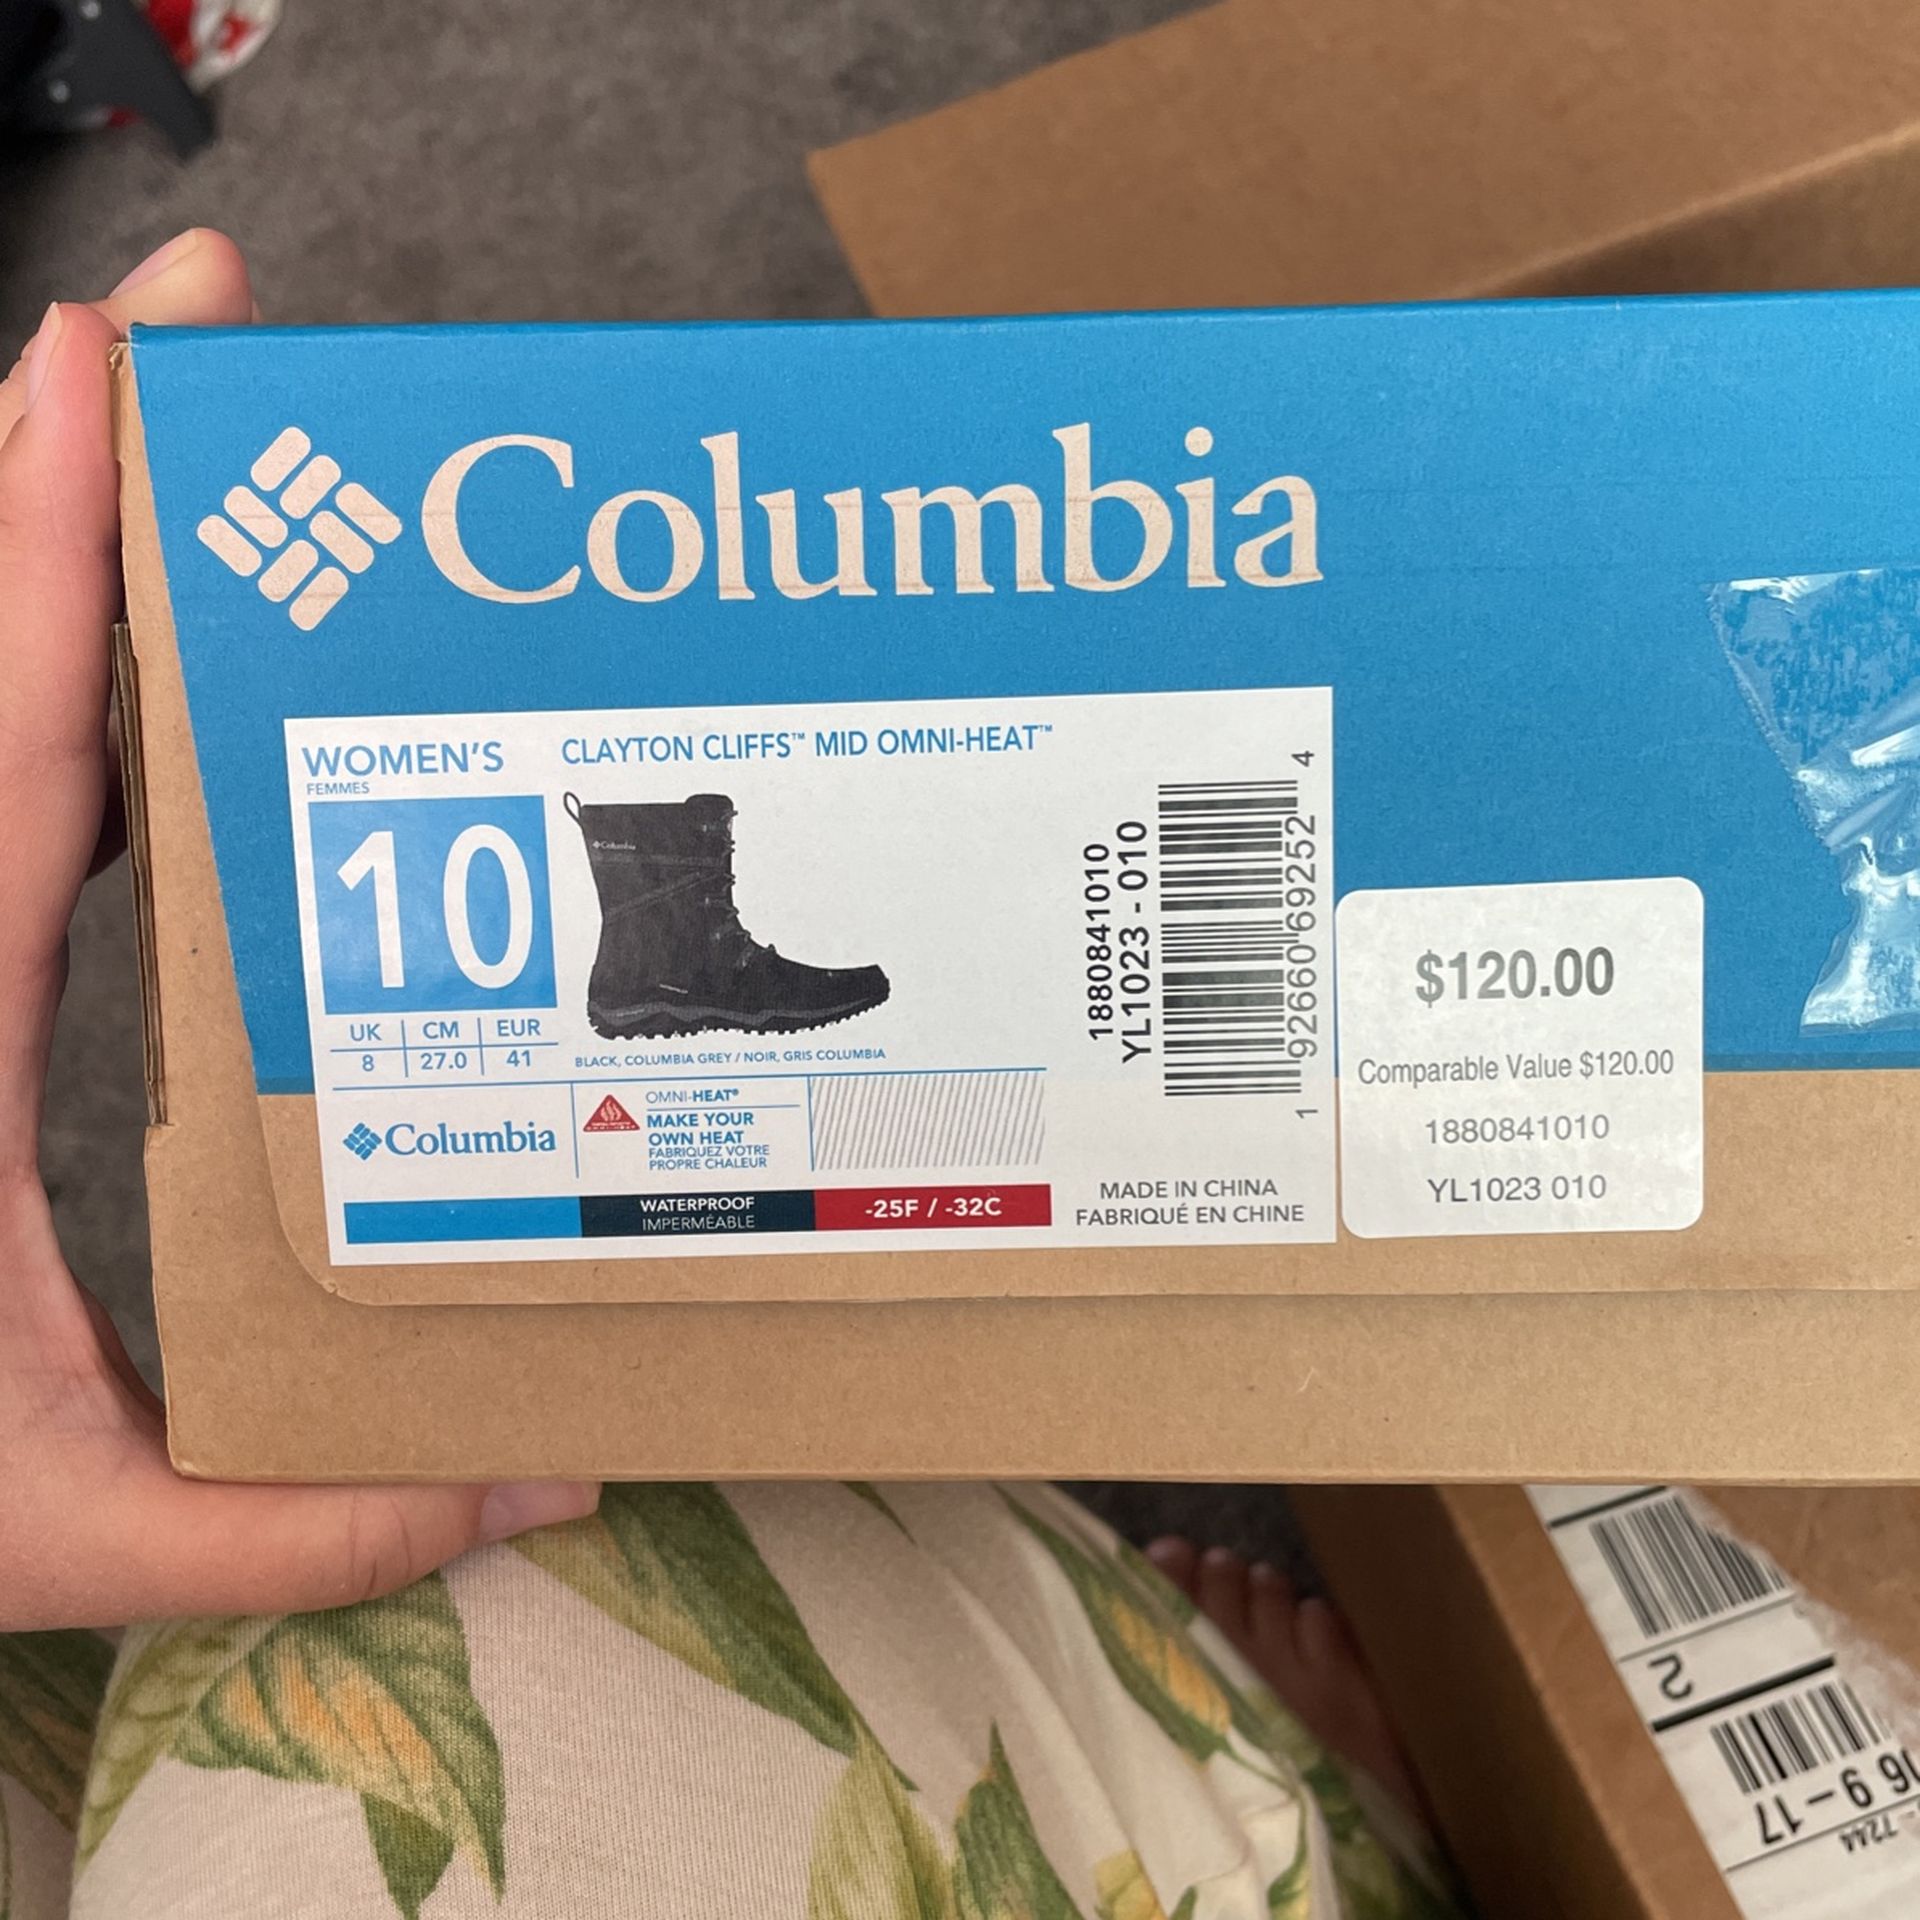 Columbia
WOMEN'S
FEMMES
CLAYTON CLIFFS™ MID OMNI-HEAT™
10
Columbia
UK CM EUR
8 27.0 41
BLACK, COLUMBIA GREY / NOIR, GRIS COLUMBIA
Columbia
OMNI-HEAT®
MAKE YOUR
OWN HEAT
FABRIQUEZ VOTRE
PROPRE CHALEUR
WATERPROOF
IMPERMÉABLE
-25F / -32C
1880841010
YL1023 - 010
1 92660 69252 4
MADE IN CHINA
FABRIQUÉ EN CHINE
$120.00
Comparable Value $120.00
1880841010
YL1023 010
2
16 9-17
7244